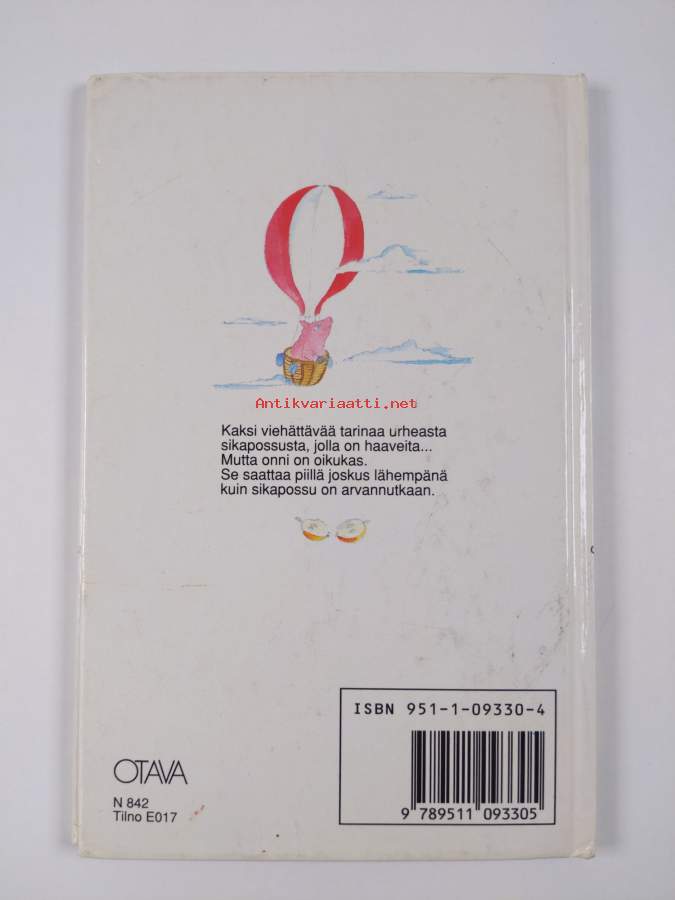 Antikvariaatti.net
Kaksi viehättävää tarinaa urheasta
sikapossusta, jolla on haaveita...
Mutta onni on oikukas.
Se saattaa piillä joskus lähempänä
kuin sikapossu on arvannutkaan.
ISBN 951-1-09330-4
9 789511 093305
OTAVA
N 842
Tilno E017